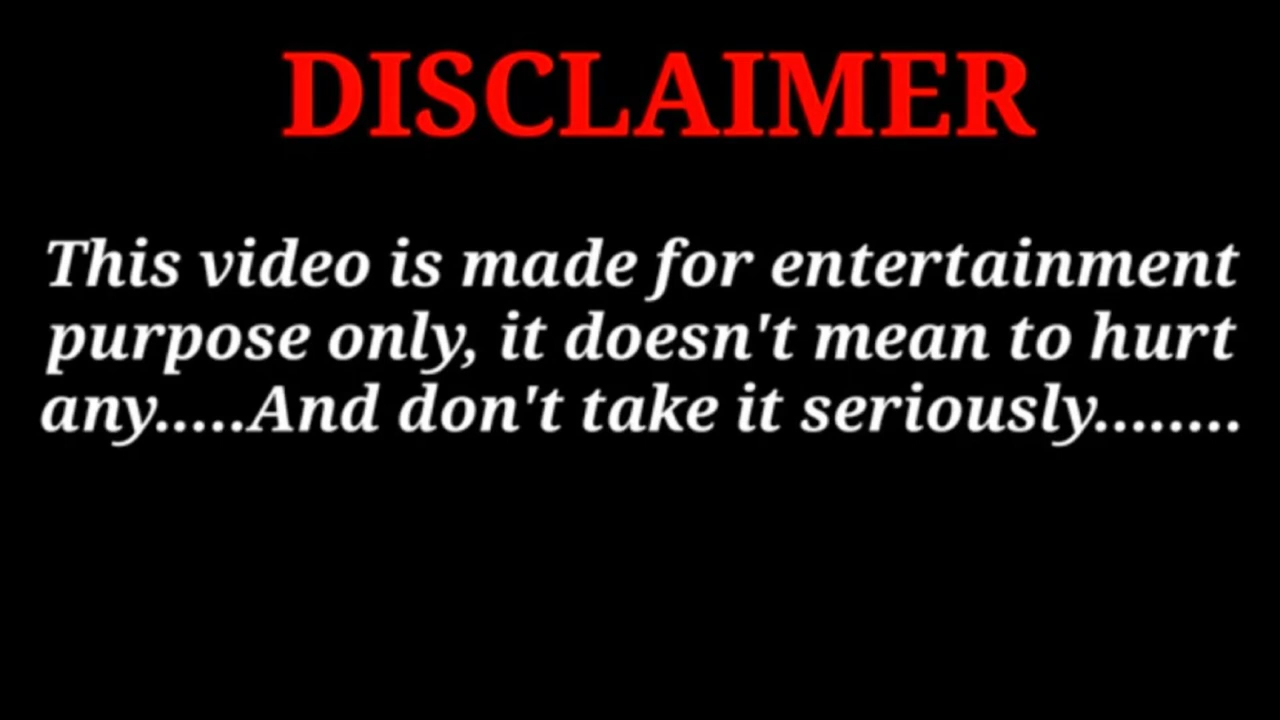 DISCLAIMER
This video is made for entertainment
purpose only, it doesn't mean to hurt
any.....And don't take it seriously........